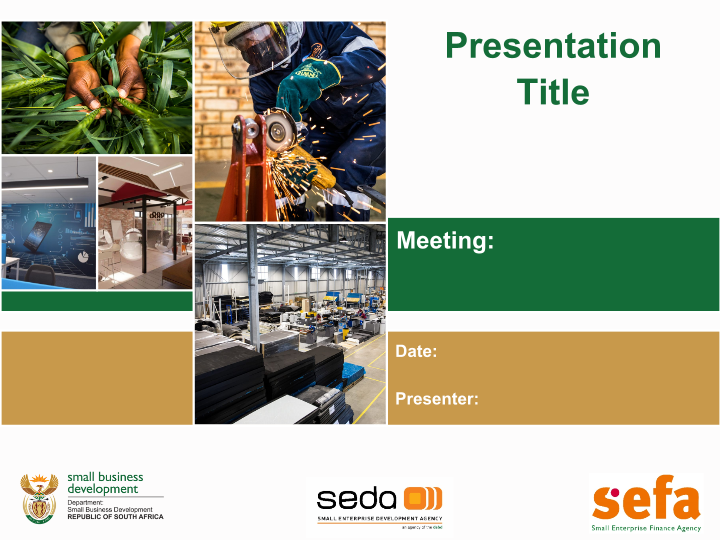 Presentation
Title
Meeting:
Date:
Presenter:
small business
development
Department:
Small Business Development
REPUBLIC OF SOUTH AFRICA
seda
SMALL ENTERPRISE DEVELOPMENT AGENCY
an agency of the dsbd
sefa
Small Enterprise Finance Agency